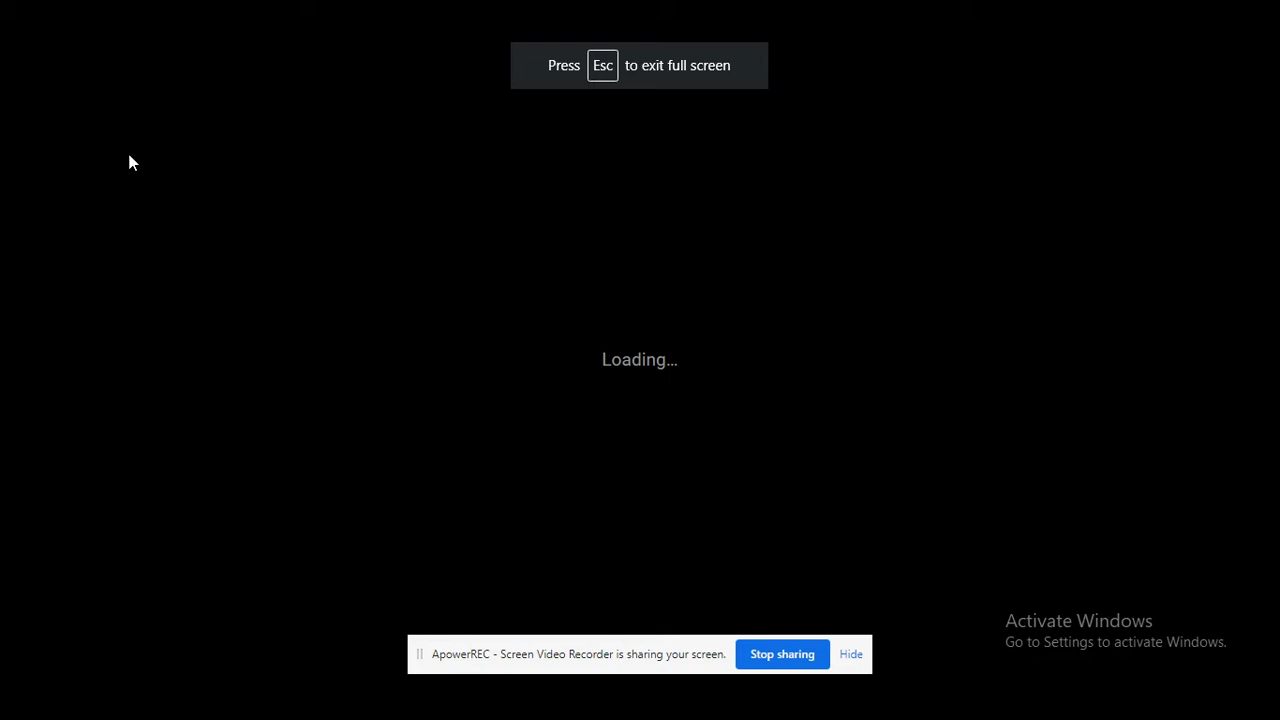 Press Esc to exit full screen
Loading...
Activate Windows
Go to Settings to activate Windows.
ApowerREC - Screen Video Recorder is sharing your screen. Stop sharing Hide